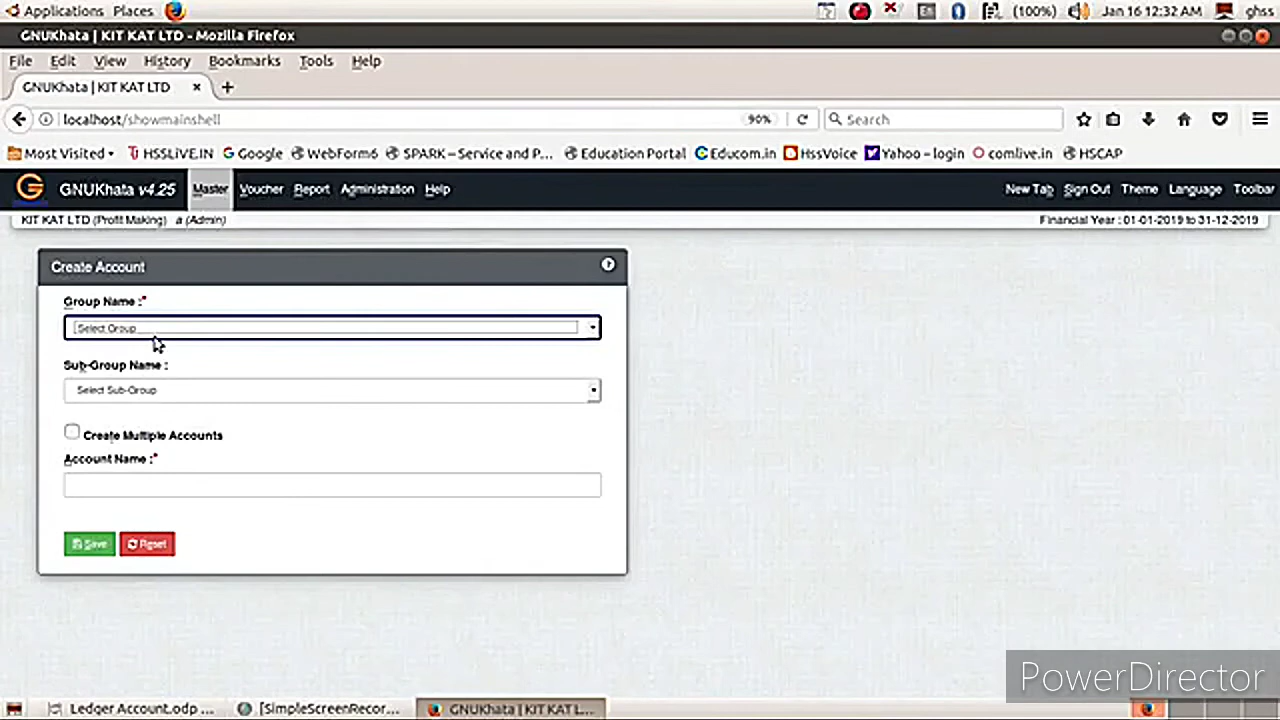 Applications Places (100%) Jan 16 12:32 AM ghss
GNUKhata | KIT KAT LTD - Mozilla Firefox
File Edit View History Bookmarks Tools Help
GNUKhata | KIT KAT LTD × +
localhost/showmainshell 90% Search
Most Visited HSSLiVE.IN Google WebForm6 SPARK – Service and P... Education Portal Educom.in HssVoice Yahoo – login comlive.in HSCAP
GNUKhata v4.25 Master Voucher Report Administration Help New Tab Sign Out Theme Language Toolbar
KIT KAT LTD (Profit Making) a (Admin) Financial Year : 01-01-2019 to 31-12-2019
Create Account
Group Name :*
Select Group
Sub-Group Name :
Select Sub-Group
Create Multiple Accounts
Account Name :*
Save Reset
PowerDirector
Ledger Account.odp ... [SimpleScreenRecor... GNUKhata | KIT KAT L...